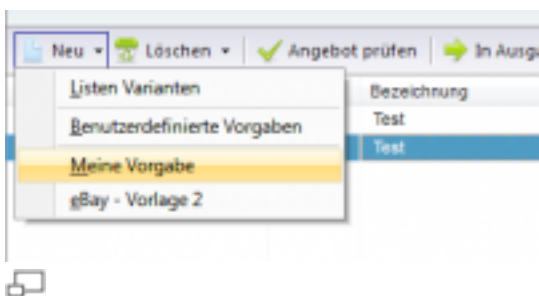 Neu Löschen Angebot prüfen In Ausga
Listen Varianten
Bezeichnung
Benutzerdefinierte Vorgaben
Test
Meine Vorgabe
Test
eBay - Vorlage 2